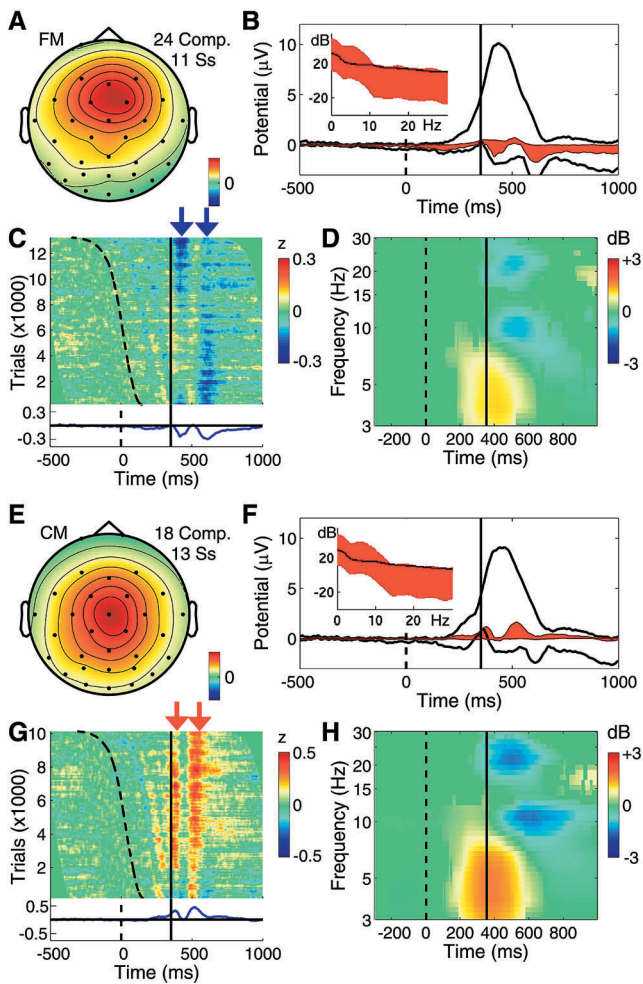 A
FM
24 Comp.
11 Ss
0
B
Potential (µV)
10
5
0
dB
20
-20
0
20
Hz
-500
0
500
1000
Time (ms)
C
Trials (x1000)
12
10
8
6
4
2
z
0.3
0
-0.3
0.3
-0.3
-500
0
500
1000
Time (ms)
D
Frequency (Hz)
30
20
10
5
3
dB
+3
0
-3
0
200
400
600
800
Time (ms)
E
CM
18 Comp.
13 Ss
0
F
Potential (µV)
10
5
0
dB
20
-20
0
20
Hz
-500
0
500
1000
Time (ms)
G
Trials (x1000)
10
8
6
4
2
z
0.5
0
-0.5
0.5
-0.5
-500
0
500
1000
Time (ms)
H
Frequency (Hz)
30
20
10
5
3
dB
+3
0
-3
0
200
400
600
800
Time (ms)